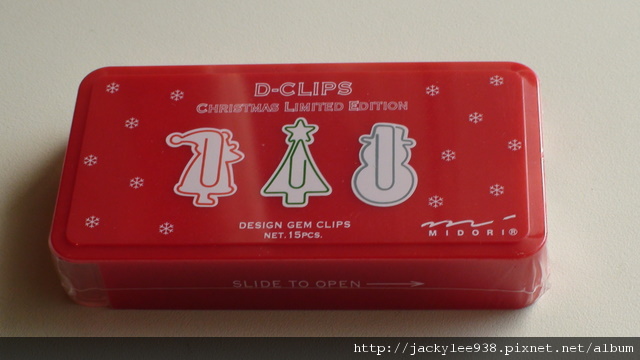 D-CLIPS
CHRISTMAS LIMITED EDITION
DESIGN GEM CLIPS
NET.15PCS.
MIDORI®
SLIDE TO OPEN
http://jackylee938.pixnet.net/album